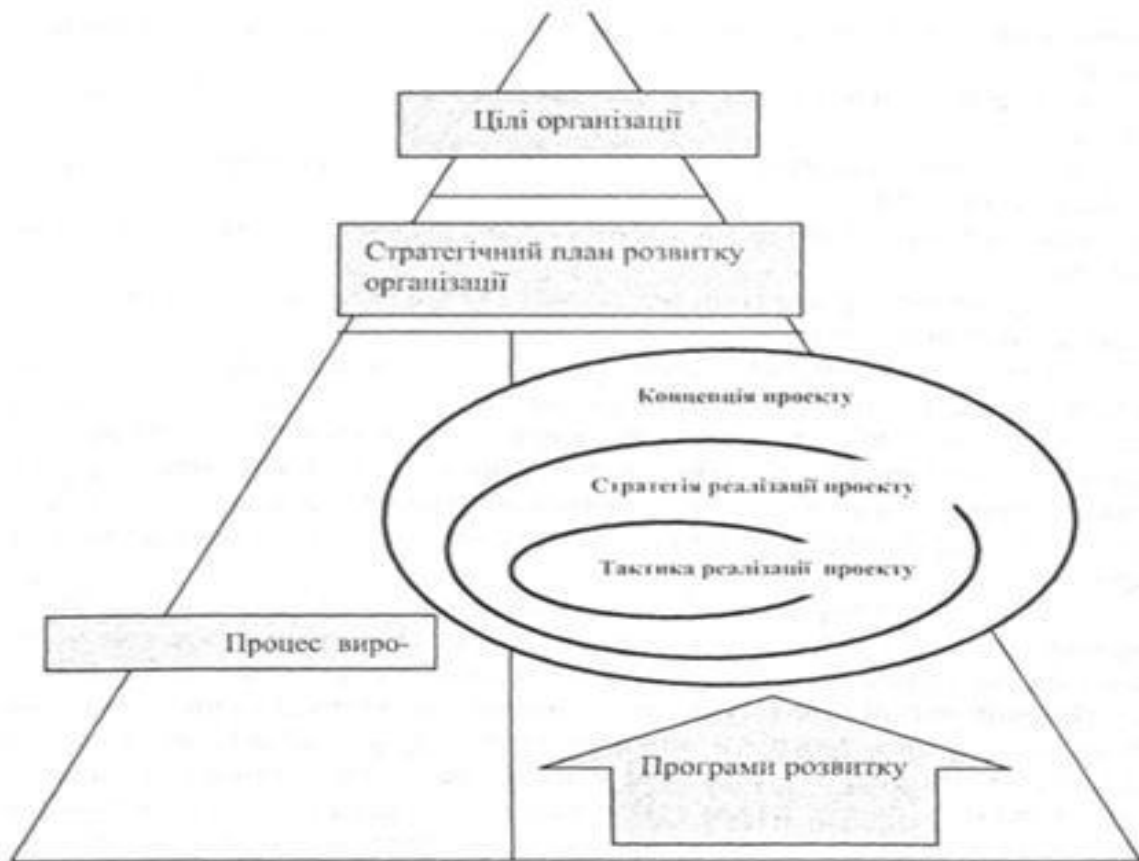 Цілі організації
Стратегічний план розвитку
організації
Концепція проекту
Стратегія реалізації проекту
Тактика реалізації проекту
Процес виро-
Програми розвитку